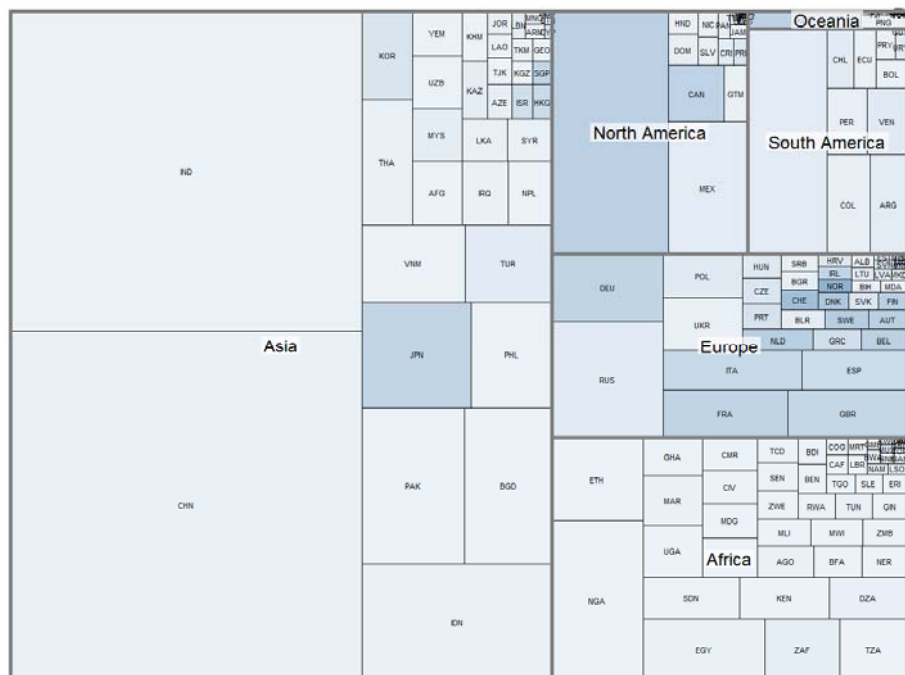 IND
CHN
Asia
KOR
THA
YEM
UZB
MYS
AFG
KHM
KAZ
JOR
LAO
TJK
AZE
LBN
TKM
GEO
KGZ
SGP
ISR
HKG
LKA
SYR
IRQ
NPL
VNM
TUR
JPN
PHL
PAK
BGD
IDN
North America
HND
DOM
NIC
SLV
JAM
CRI
CAN
GTM
MEX
Oceania
PNG
South America
CHL
ECU
PRY
BOL
PER
VEN
COL
ARG
Europe
DEU
RUS
POL
UKR
HUN
CZE
PRT
SRB
BGR
CHE
BLR
HRV
IRL
NOR
DNK
ALB
LTU
LVA
BIH
MDA
SVK
FIN
SWE
AUT
NLD
GRC
BEL
ITA
ESP
FRA
GBR
Africa
ETH
NGA
GHA
MAR
UGA
CMR
CIV
MDG
TCD
SEN
ZWE
BDI
BEN
RWA
COG
MRT
CAF
LBR
TGO
SLE
ERI
NAM
LSO
TUN
GIN
MLI
MWI
ZMB
AGO
BFA
NER
SDN
KEN
DZA
EGY
ZAF
TZA